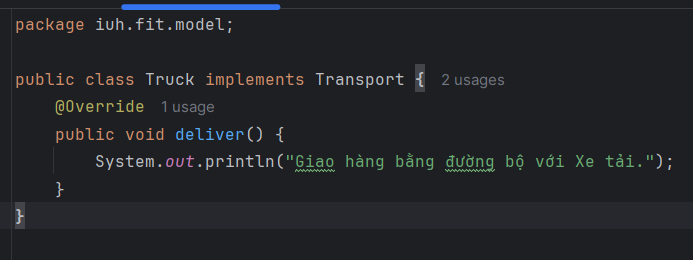 package iuh.fit.model;
public class Truck implements Transport { 2 usages
@Override 1 usage
public void deliver() {
System.out.println("Giao hàng bằng đường bộ với Xe tải.");
}
}